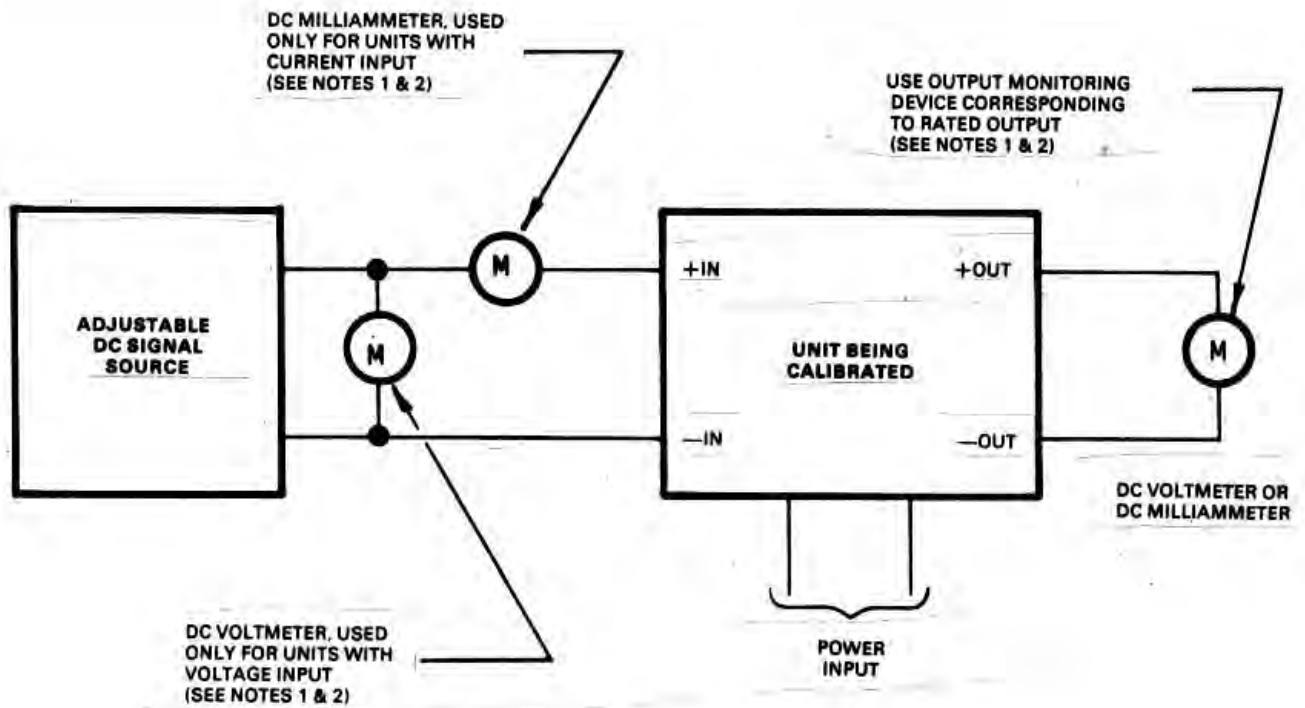 DC MILLIAMMETER, USED
ONLY FOR UNITS WITH
CURRENT INPUT
(SEE NOTES 1 & 2)
USE OUTPUT MONITORING
DEVICE CORRESPONDING
TO RATED OUTPUT
(SEE NOTES 1 & 2)
ADJUSTABLE
DC SIGNAL
SOURCE
M
M
+IN
+OUT
UNIT BEING
CALIBRATED
M
—IN
—OUT
DC VOLTMETER OR
DC MILLIAMMETER
DC VOLTMETER, USED
ONLY FOR UNITS WITH
VOLTAGE INPUT
(SEE NOTES 1 & 2)
POWER
INPUT